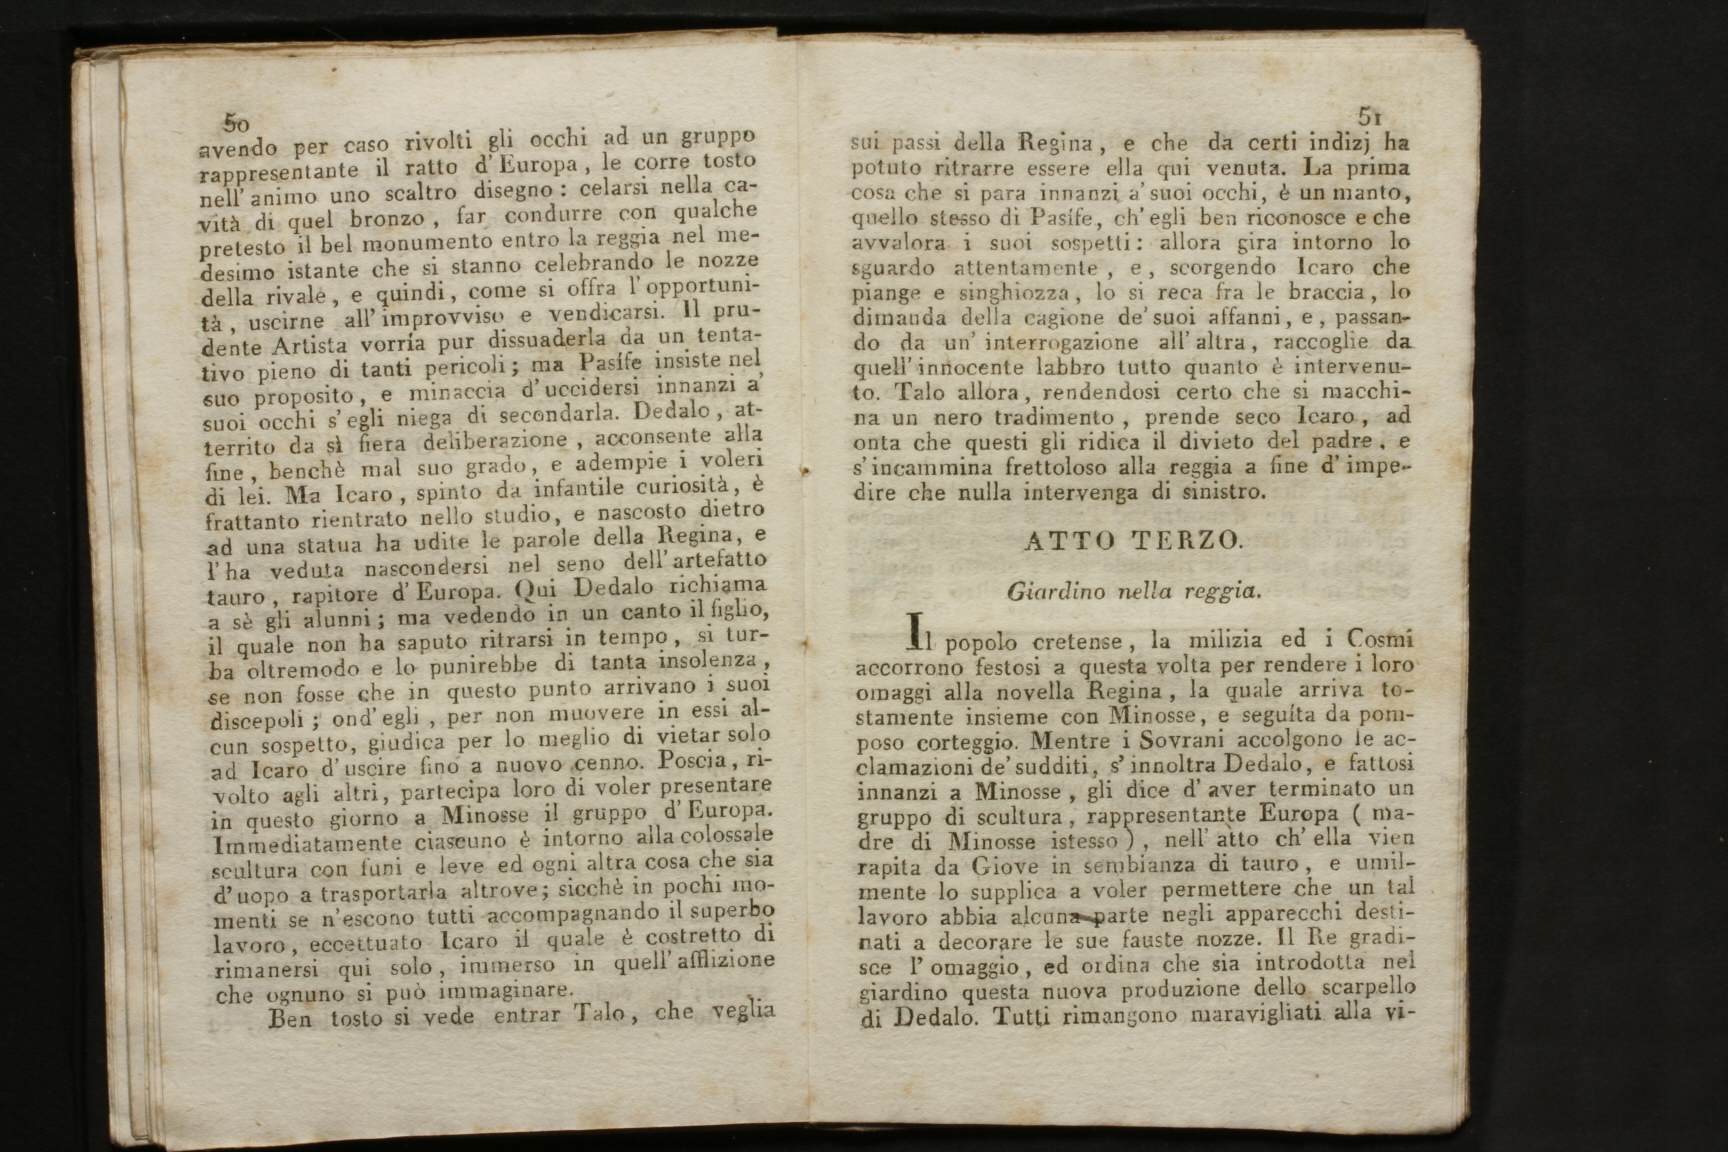 50
avendo per caso rivolti gli occhi ad un gruppo
rappresentante il ratto d' Europa, le corre tosto
nell' animo uno scaltro disegno: celarsi nella ca-
vità di quel bronzo, far condurre con qualche
pretesto il bel monumento entro la reggia nel me-
desimo istante che si stanno celebrando le nozze
della rivale, e quindi, come si offra l'opportuni-
tà, uscirne all' improvviso e vendicarsi. Il pru-
dente Artista vorría pur dissuaderla da un tenta-
tivo pieno di tanti pericoli; ma Pasífe insiste nel
suo proposito, e minaccia d'uccidersi innanzi a'
suoi occhi s'egli niega di secondarla. Dedalo, at-
territo da sì fiera deliberazione, acconsente alla
fine, benchè mal suo grado, e adempie i voleri
di lei. Ma Icaro, spinto da infantile curiosità, è
frattanto rientrato nello studio, e nascosto dietro
ad una statua ha udite le parole della Regina, e
l'ha veduta nascondersi nel seno dell'artefatto
tauro, rapitore d'Europa. Qui Dedalo richiama
a sè gli alunni; ma vedendo in un canto il figlio,
il quale non ha saputo ritrarsi in tempo, si tur-
ba oltremodo e lo punirebbe di tanta insolenza,
se non fosse che in questo punto arrivano i suoi
discepoli; ond'egli, per non muovere in essi al-
cun sospetto, giudica per lo meglio di vietar solo
ad Icaro d'uscire fino a nuovo cenno. Poscia, ri-
volto agli altri, partecipa loro di voler presentare
in questo giorno a Minosse il gruppo d'Europa.
Immediatamente ciascuno è intorno alla colossale
scultura con funi e leve ed ogni altra cosa che sia
d'uopo a trasportarla altrove; sicchè in pochi mo-
menti se n'escono tutti accompagnando il superbo
lavoro, eccettuato Icaro il quale è costretto di
rimanersi qui solo, immerso in quell'afflizione
che ognuno si può immaginare.
Ben tosto si vede entrar Talo, che veglia
51
sui passi della Regina, e che da certi indizj ha
potuto ritrarre essere ella qui venuta. La prima
cosa che si para innanzi a'suoi occhi, è un manto,
quello stesso di Pasífe, ch'egli ben riconosce e che
avvalora i suoi sospetti: allora gira intorno lo
sguardo attentamente, e, scorgendo Icaro che
piange e singhiozza, lo si reca fra le braccia, lo
dimanda della cagione de'suoi affanni, e, passan-
do da un' interrogazione all'altra, raccoglie da
quell'innocente labbro tutto quanto è intervenu-
to. Talo allora, rendendosi certo che si macchi-
na un nero tradimento, prende seco Icaro, ad
onta che questi gli ridica il divieto del padre, e
s'incammina frettoloso alla reggia a fine d'impe-
dire che nulla intervenga di sinistro.
ATTO TERZO.
Giardino nella reggia.
Il popolo cretense, la milizia ed i Cosmi
accorrono festosi a questa volta per rendere i loro
omaggi alla novella Regina, la quale arriva to-
stamente insieme con Minosse, e seguíta da pom-
poso corteggio. Mentre i Sovrani accolgono le ac-
clamazioni de'sudditi, s'innoltra Dedalo, e fattosi
innanzi a Minosse, gli dice d'aver terminato un
gruppo di scultura, rappresentante Europa ( ma-
dre di Minosse istesso ), nell'atto ch'ella vien
rapita da Giove in sembianza di tauro, e umil-
mente lo supplica a voler permettere che un tal
lavoro abbia alcuna parte negli apparecchi desti-
nati a decorare le sue fauste nozze. Il Re gradi-
sce l'omaggio, ed ordina che sia introdotta nel
giardino questa nuova produzione dello scarpello
di Dedalo. Tutti rimangono maravigliati alla vi-